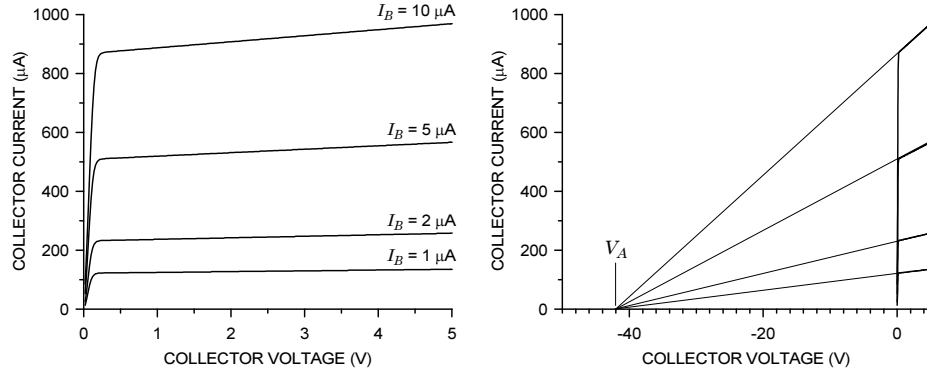 1000
800
600
400
200
0
COLLECTOR CURRENT (μA)
I_B = 10 μA
I_B = 5 μA
I_B = 2 μA
I_B = 1 μA
0 1 2 3 4 5
COLLECTOR VOLTAGE (V)
1000
800
600
400
200
0
COLLECTOR CURRENT (μA)
V_A
-40 -20 0
COLLECTOR VOLTAGE (V)